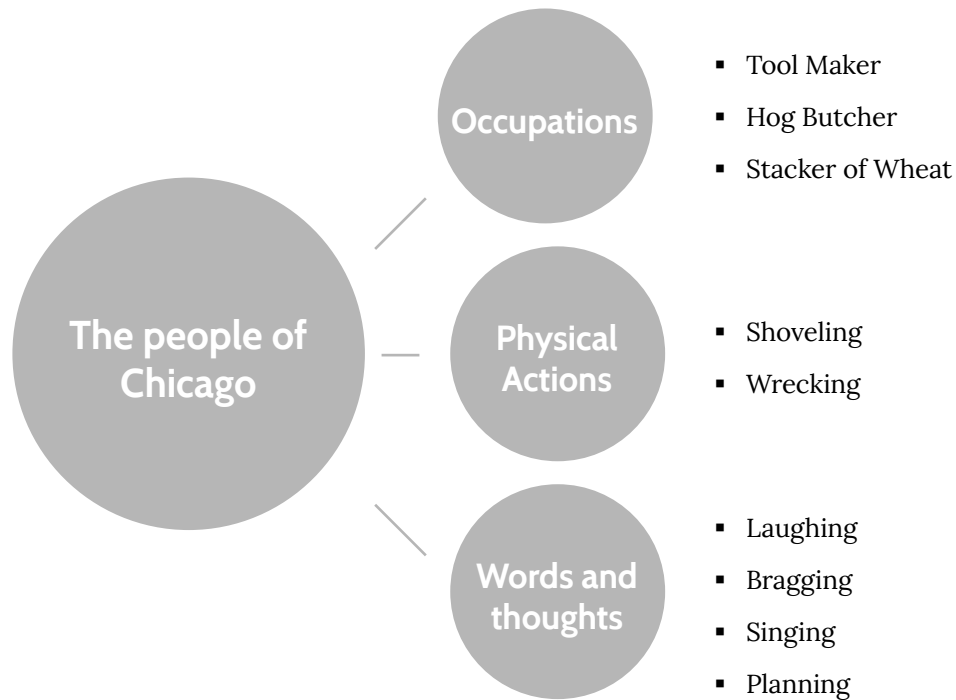 The people of
Chicago
Occupations
▪ Tool Maker
▪ Hog Butcher
▪ Stacker of Wheat
Physical
Actions
▪ Shoveling
▪ Wrecking
Words and
thoughts
▪ Laughing
▪ Bragging
▪ Singing
▪ Planning